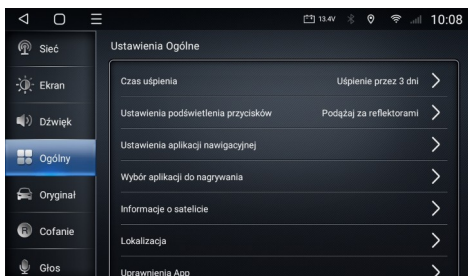 13.4V 10:08
Sieć
Ustawienia Ogólne
Ekran
Czas uśpienia Uśpienie przez 3 dni
Ustawienia podświetlenia przycisków Podążaj za reflektorami
Dźwięk
Ustawienia aplikacji nawigacyjnej
Ogólny
Wybór aplikacji do nagrywania
Oryginał
Informacje o satelicie
Cofanie
Lokalizacja
Głos
Uprawnienia App